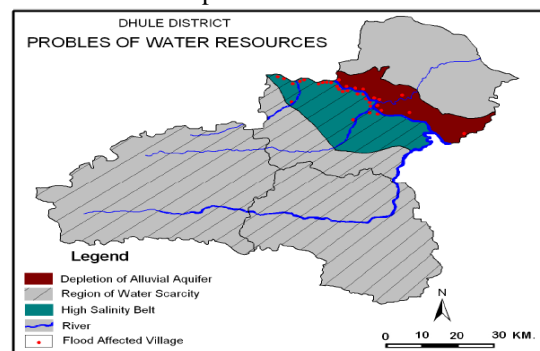 DHULE DISTRICT
PROBLES OF WATER RESOURCES
Legend
Depletion of Alluvial Aquifer
Region of Water Scarcity
High Salinity Belt
River
Flood Affected Village
N
0 10 20 30 KM.